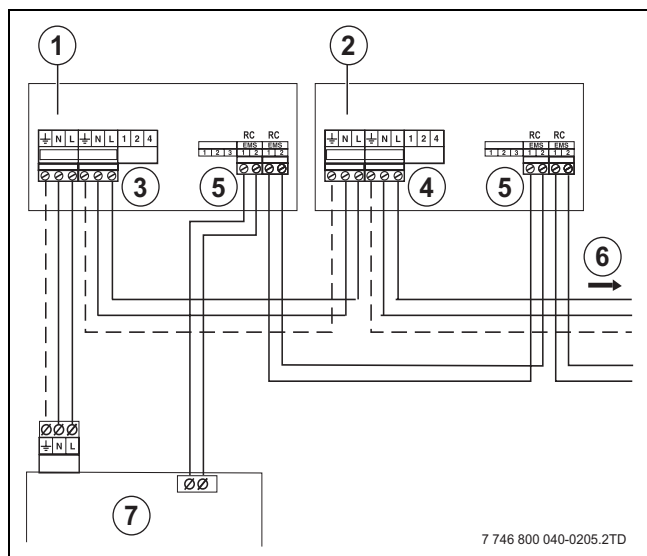 1
2
⏚ N L ⏚ N L 1 2 4
RC RC
EMS EMS
1 2 3 1 2 1 2
3
5
⏚ N L ⏚ N L 1 2 4
RC RC
EMS EMS
1 2 3 1 2 1 2
4
5
6
⏚ N L
7
7 746 800 040-0205.2TD